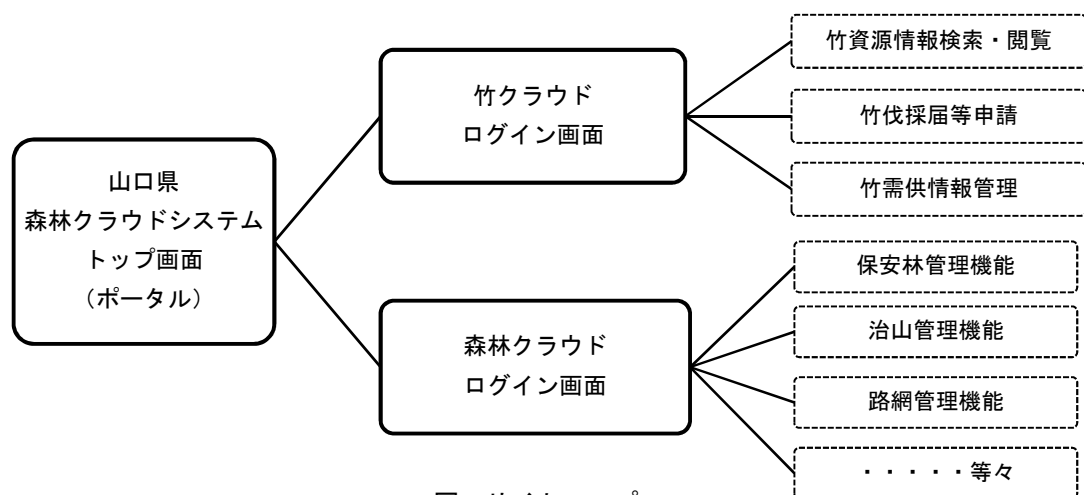 山口県
森林クラウドシステム
トップ画面
（ポータル）
竹クラウド
ログイン画面
竹資源情報検索・閲覧
竹伐採届等申請
竹需供情報管理
森林クラウド
ログイン画面
保安林管理機能
治山管理機能
路網管理機能
・・・・・等々